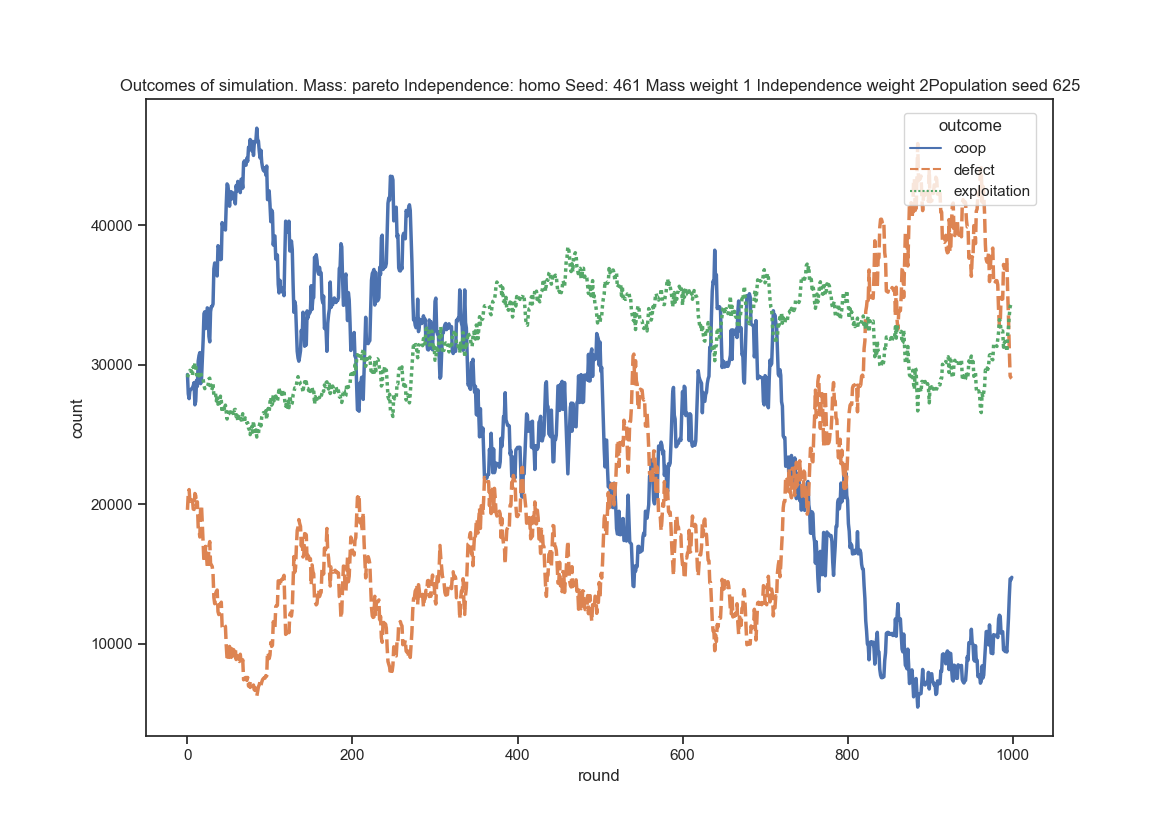 Outcomes of simulation. Mass: pareto Independence: homo Seed: 461 Mass weight 1 Independence weight 2Population seed 625
outcome
coop
defect
exploitation
40000
30000
20000
10000
count
0 200 400 600 800 1000
round